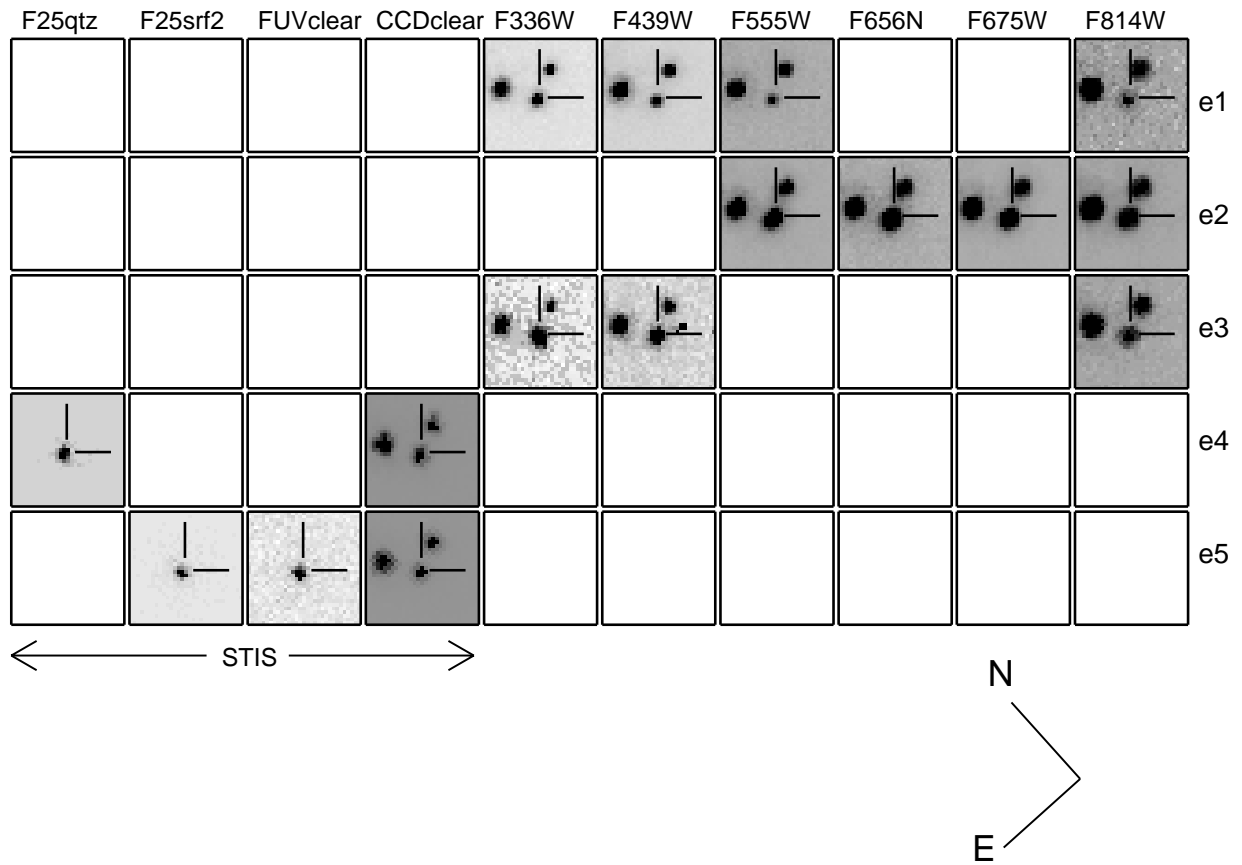 F25qtz F25srf2 FUVclear CCDclear F336W F439W F555W F656N F675W F814W
e1
e2
e3
e4
e5
STIS
N
E